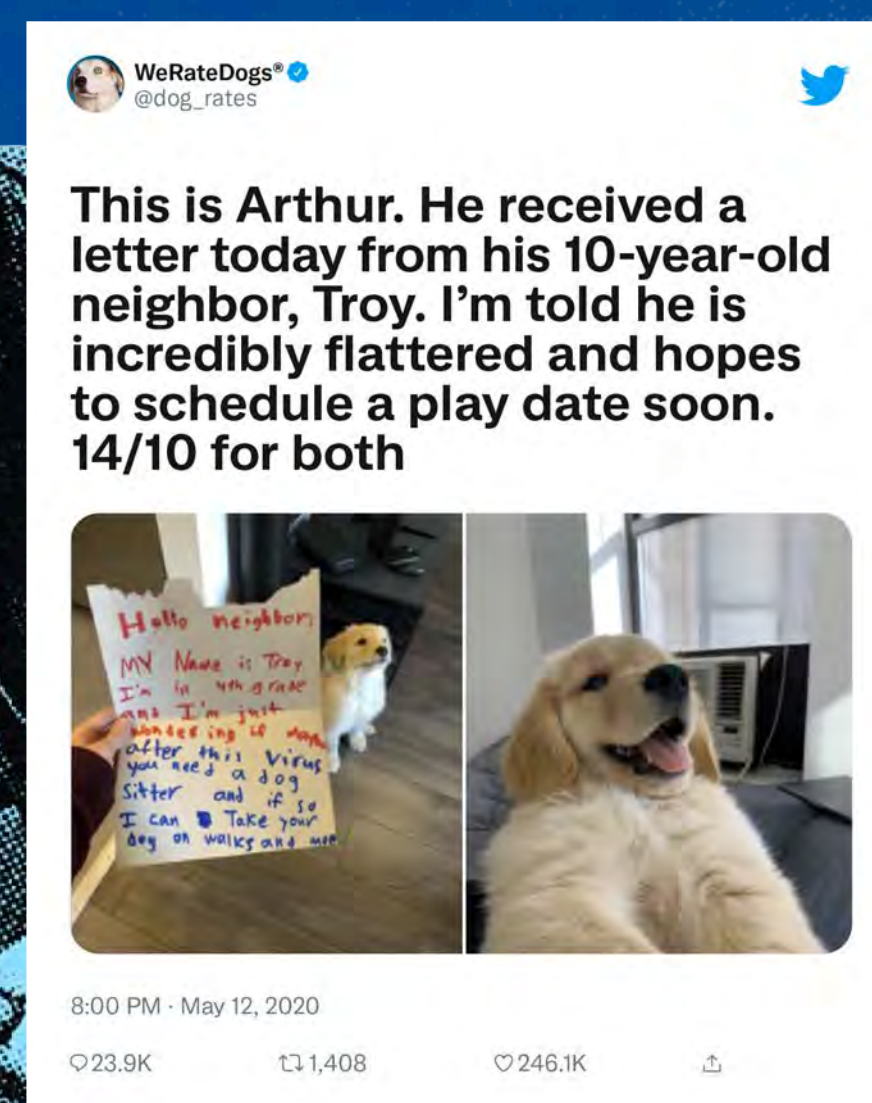 WeRateDogs®
@dog_rates
This is Arthur. He received a
letter today from his 10-year-old
neighbor, Troy. I’m told he is
incredibly flattered and hopes
to schedule a play date soon.
14/10 for both
Hello neighbor,
MY Name is Troy
I'm in 4th grade
and I'm just
wondering if
after this Virus
you need a dog
sitter and if so
I can Take your
dog on walks and
8:00 PM · May 12, 2020
23.9K
1,408
246.1K